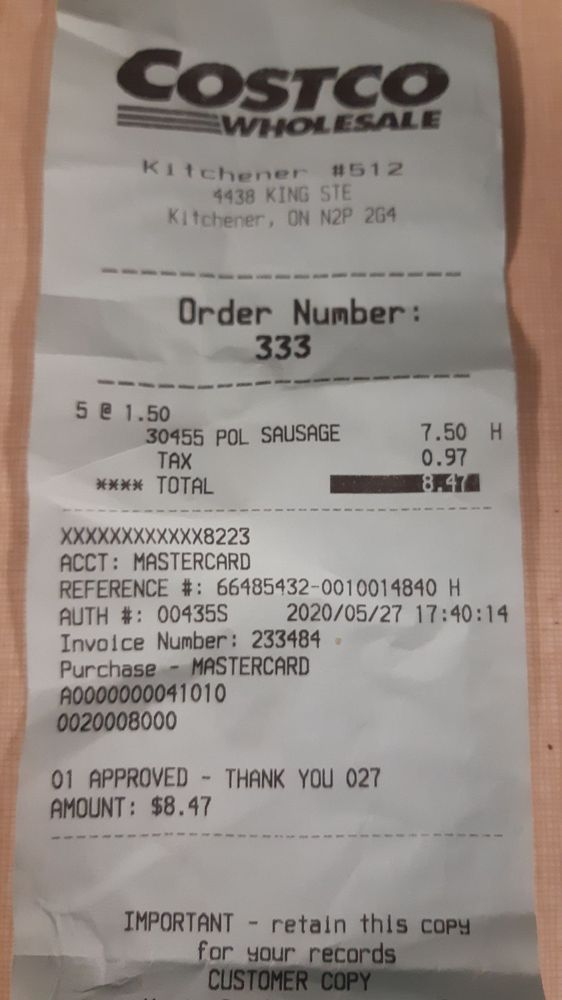 COSTCO
WHOLESALE
Kitchener #512
4438 KING STE
Kitchener, ON N2P 2G4
Order Number:
333
5 @ 1.50
30455 POL SAUSAGE 7.50 H
TAX 0.97
**** TOTAL 8.47
XXXXXXXXXXXX8223
ACCT: MASTERCARD
REFERENCE #: 66485432-0010014840 H
AUTH #: 00435S 2020/05/27 17:40:14
Invoice Number: 233484
Purchase - MASTERCARD
A0000000041010
0020008000
01 APPROVED - THANK YOU 027
AMOUNT: $8.47
IMPORTANT - retain this copy
for your records
CUSTOMER COPY